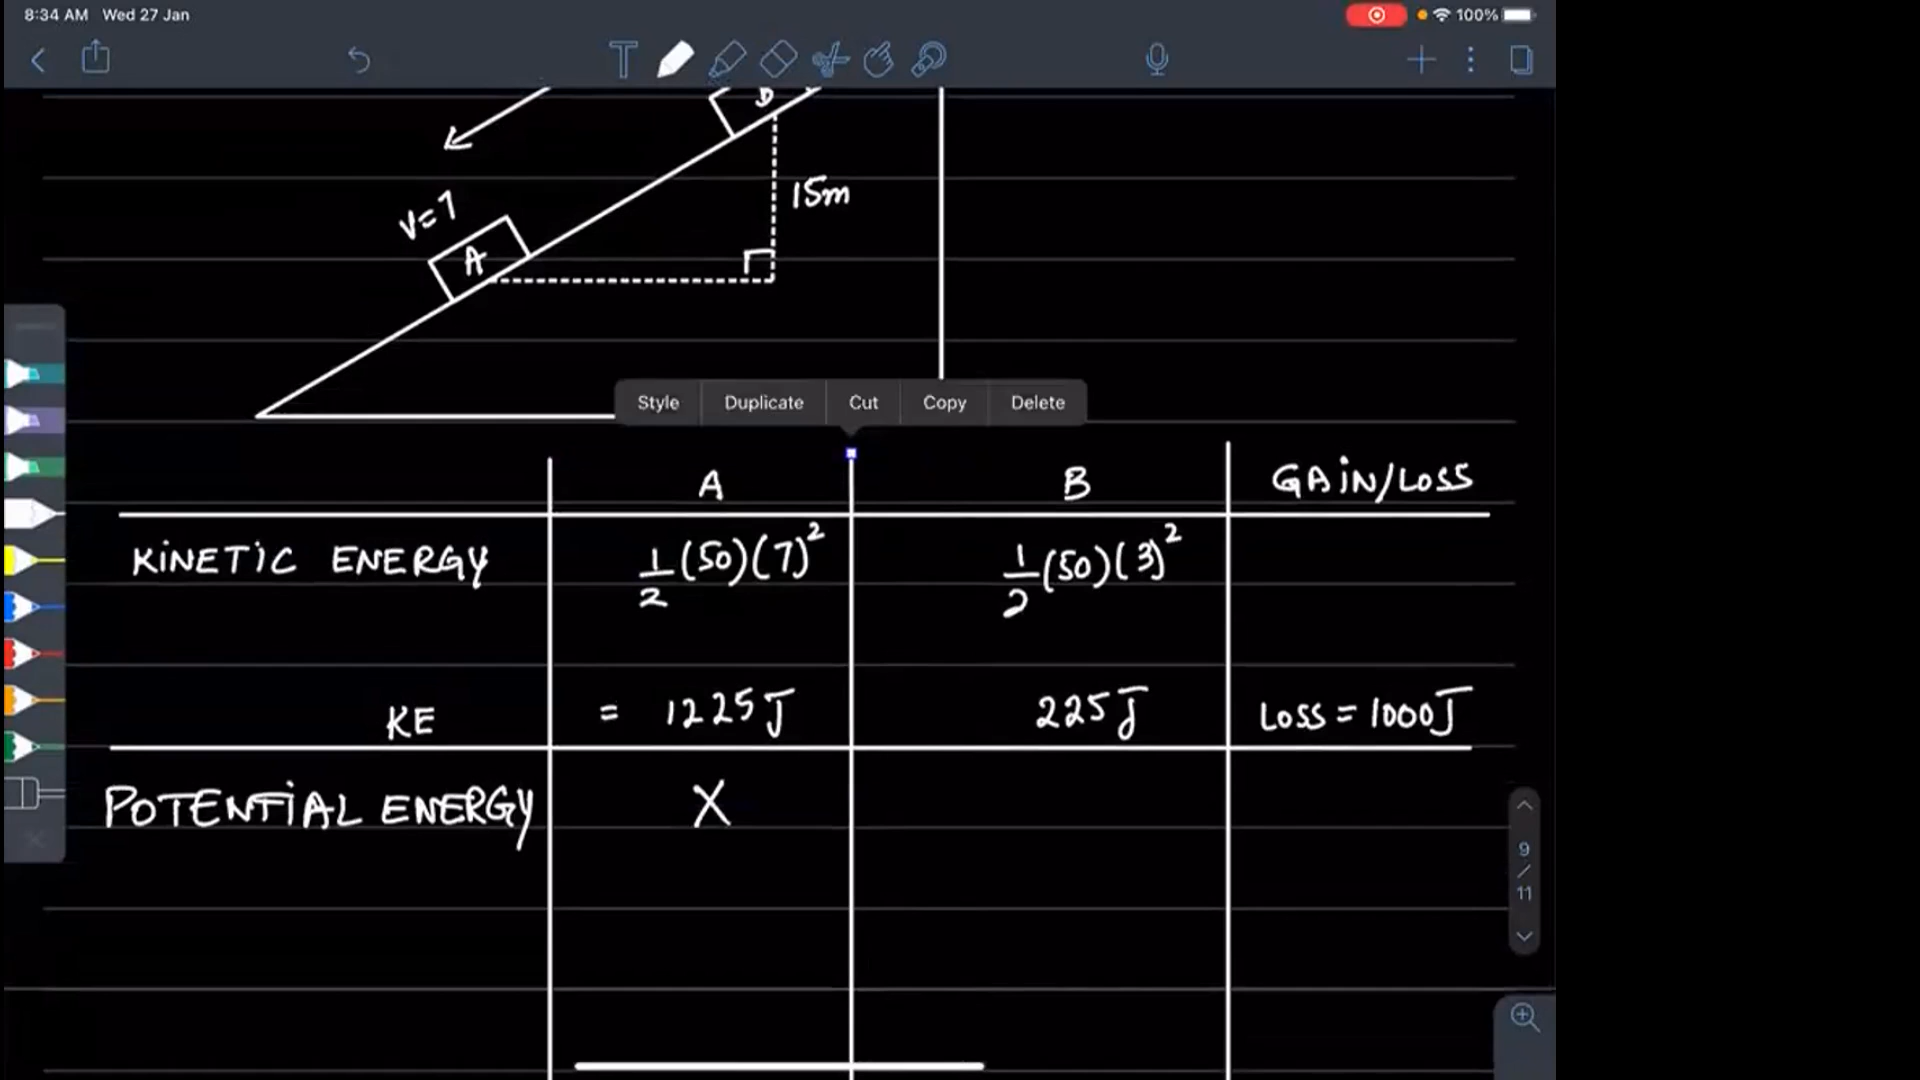 8:34 AM Wed 27 Jan
100%
15m
V=7
A
Style Duplicate Cut Copy Delete
A B GAIN/LOSS
KINETIC ENERGY 1/2 (50)(7)² 1/2 (50)(3)²
KE = 1225J 225J LOSS = 1000J
POTENTIAL ENERGY X
9
/
11